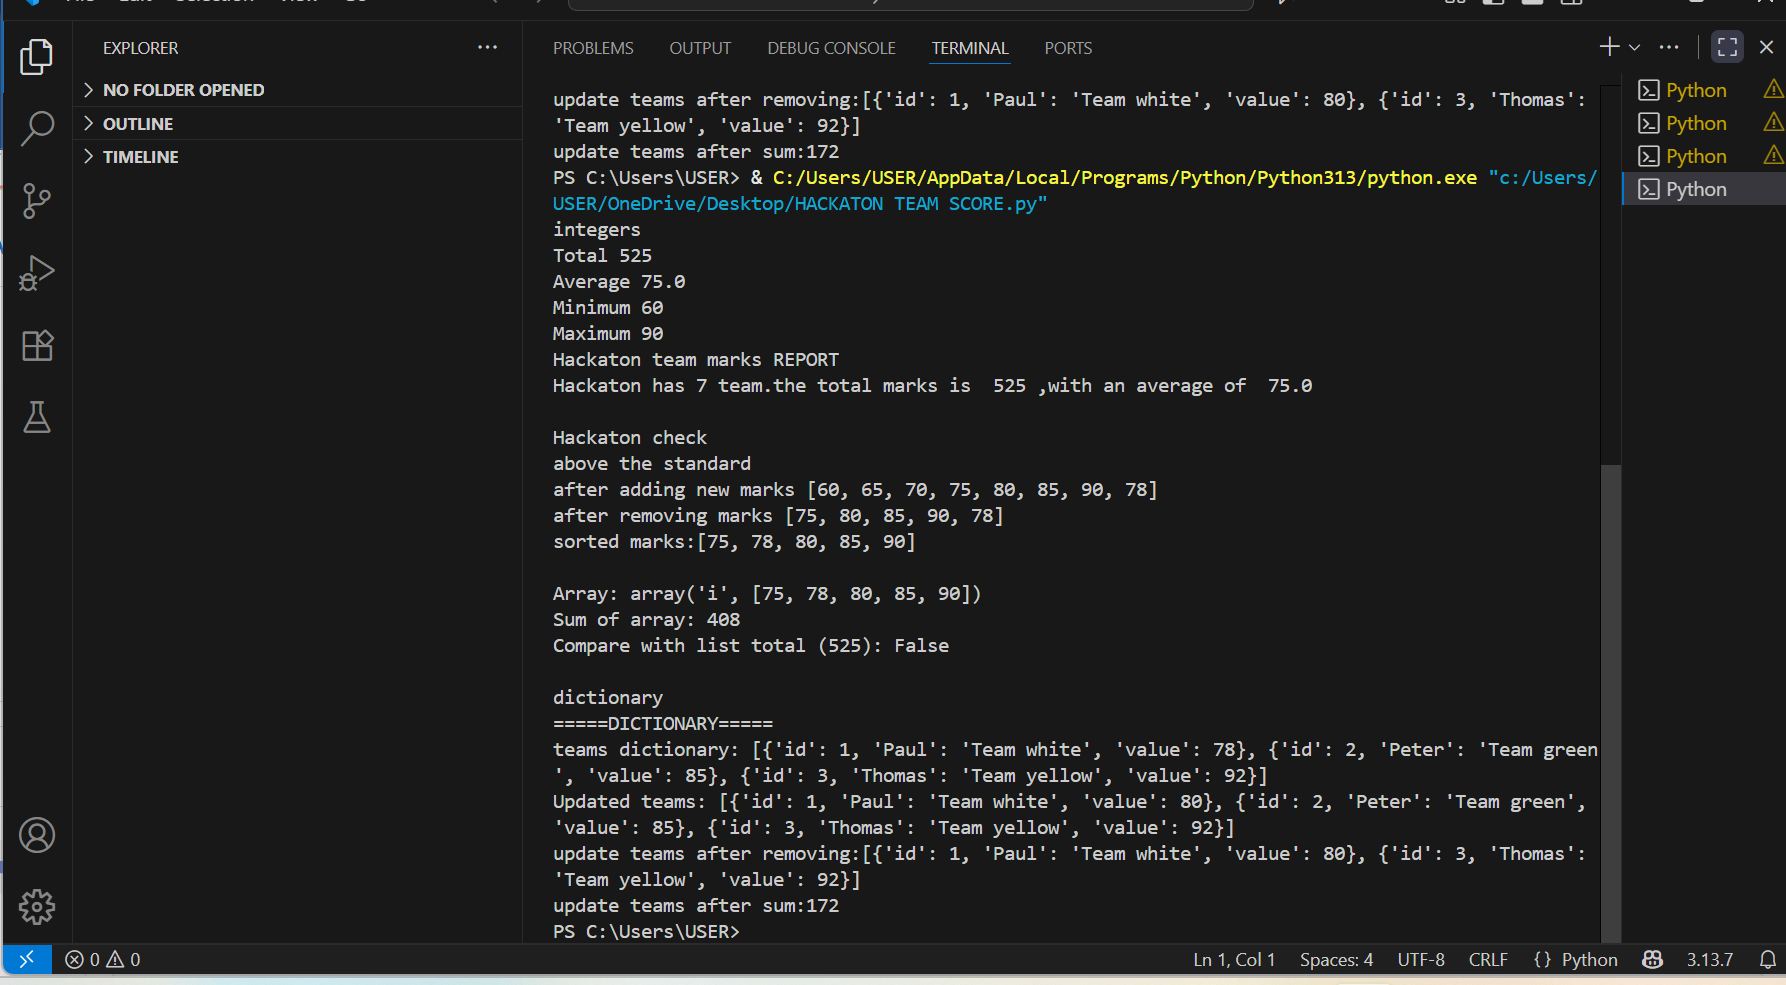 EXPLORER
NO FOLDER OPENED
OUTLINE
TIMELINE
PROBLEMS OUTPUT DEBUG CONSOLE TERMINAL PORTS
update teams after removing:[{'id': 1, 'Paul': 'Team white', 'value': 80}, {'id': 3, 'Thomas':
'Team yellow', 'value': 92}]
update teams after sum:172
PS C:\Users\USER> & C:/Users/USER/AppData/Local/Programs/Python/Python313/python.exe "c:/Users/
USER/OneDrive/Desktop/HACKATON TEAM SCORE.py"
integers
Total 525
Average 75.0
Minimum 60
Maximum 90
Hackaton team marks REPORT
Hackaton has 7 team.the total marks is  525 ,with an average of  75.0
Hackaton check
above the standard
after adding new marks [60, 65, 70, 75, 80, 85, 90, 78]
after removing marks [75, 80, 85, 90, 78]
sorted marks:[75, 78, 80, 85, 90]
Array: array('i', [75, 78, 80, 85, 90])
Sum of array: 408
Compare with list total (525): False
dictionary
=====DICTIONARY=====
teams dictionary: [{'id': 1, 'Paul': 'Team white', 'value': 78}, {'id': 2, 'Peter': 'Team green
', 'value': 85}, {'id': 3, 'Thomas': 'Team yellow', 'value': 92}]
Updated teams: [{'id': 1, 'Paul': 'Team white', 'value': 80}, {'id': 2, 'Peter': 'Team green',
'value': 85}, {'id': 3, 'Thomas': 'Team yellow', 'value': 92}]
update teams after removing:[{'id': 1, 'Paul': 'Team white', 'value': 80}, {'id': 3, 'Thomas':
'Team yellow', 'value': 92}]
update teams after sum:172
PS C:\Users\USER>
Python
Python
Python
Python
0 0
Ln 1, Col 1 Spaces: 4 UTF-8 CRLF {} Python 3.13.7